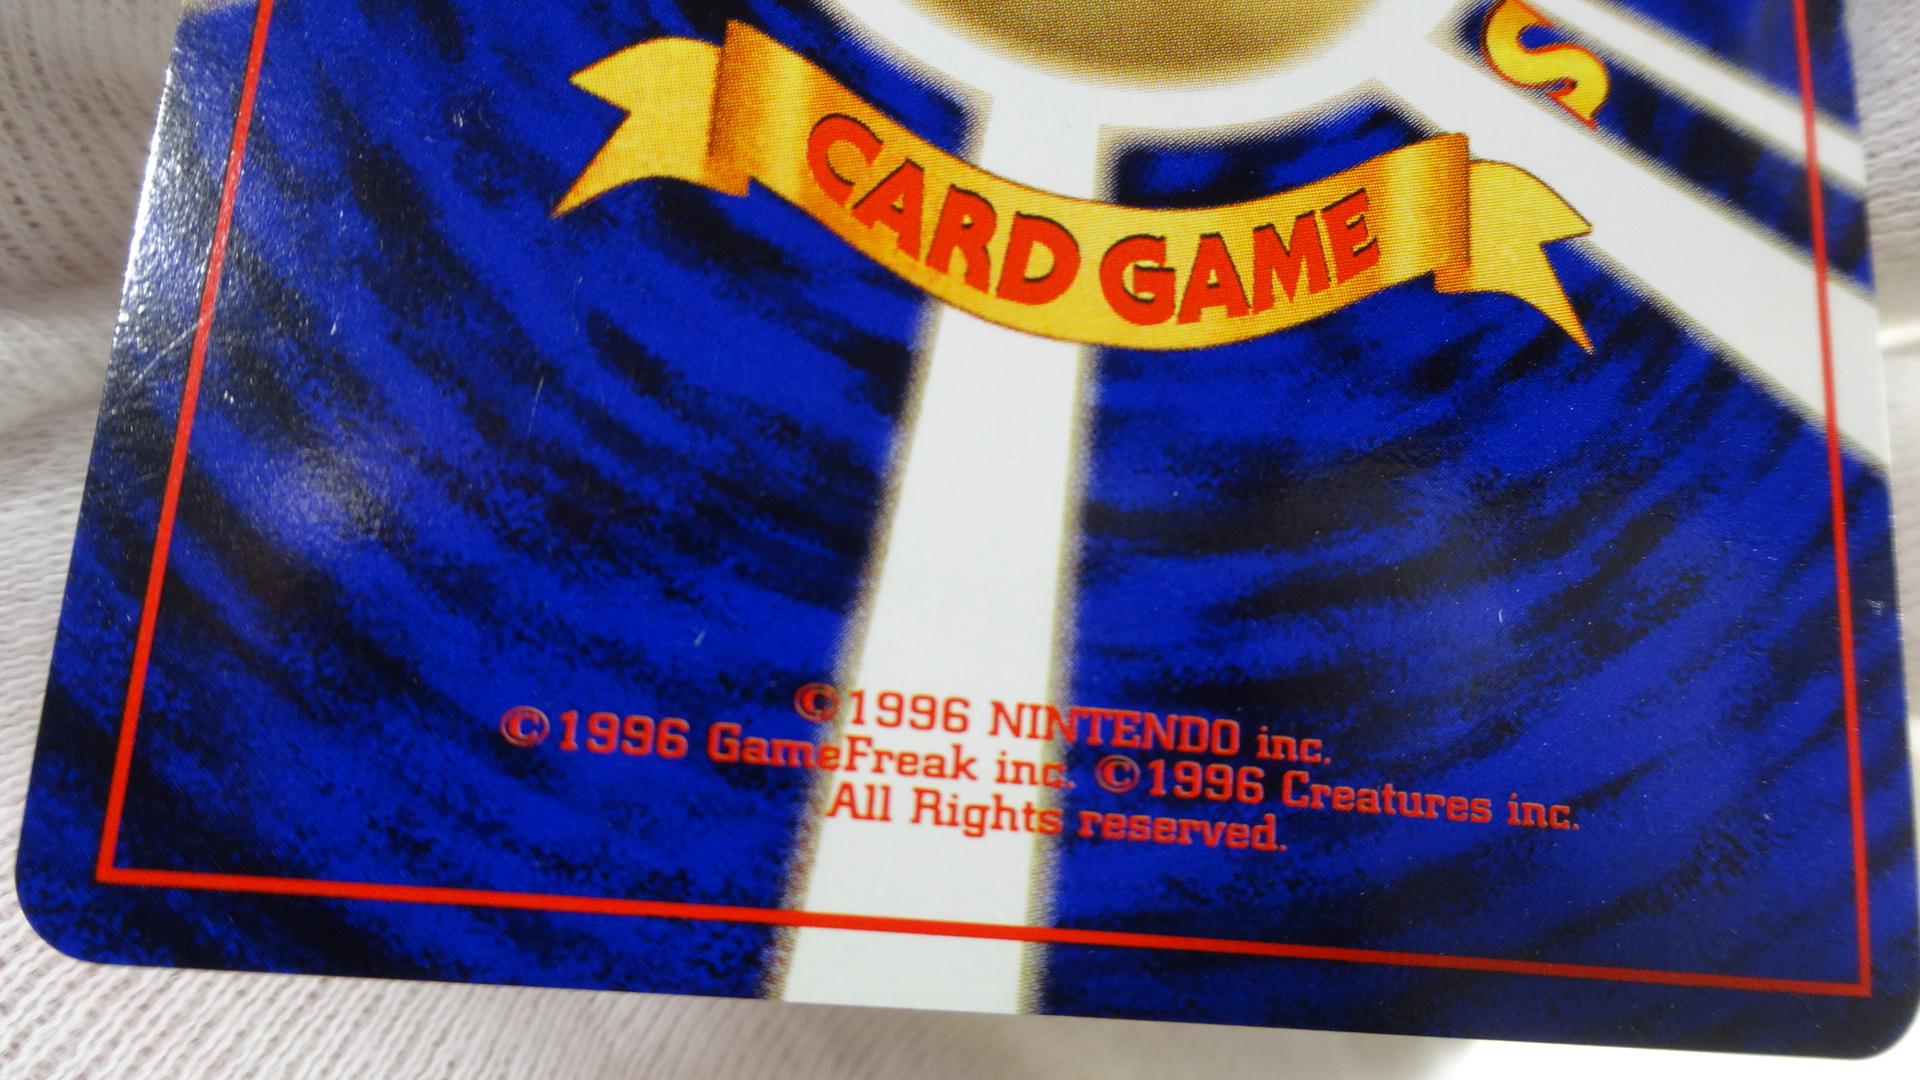 S
CARD GAME
©1996 NINTENDO inc.
©1996 GameFreak inc. ©1996 Creatures inc.
All Rights reserved.